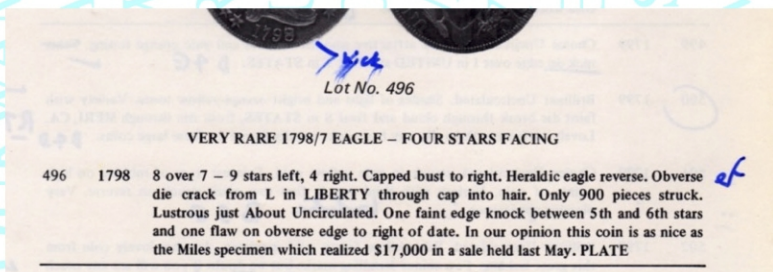 1798
nick
Lot No. 496
VERY RARE 1798/7 EAGLE – FOUR STARS FACING
496 1798 8 over 7 – 9 stars left, 4 right. Capped bust to right. Heraldic eagle reverse. Obverse ef
die crack from L in LIBERTY through cap into hair. Only 900 pieces struck.
Lustrous just About Uncirculated. One faint edge knock between 5th and 6th stars
and one flaw on obverse edge to right of date. In our opinion this coin is as nice as
the Miles specimen which realized $17,000 in a sale held last May. PLATE